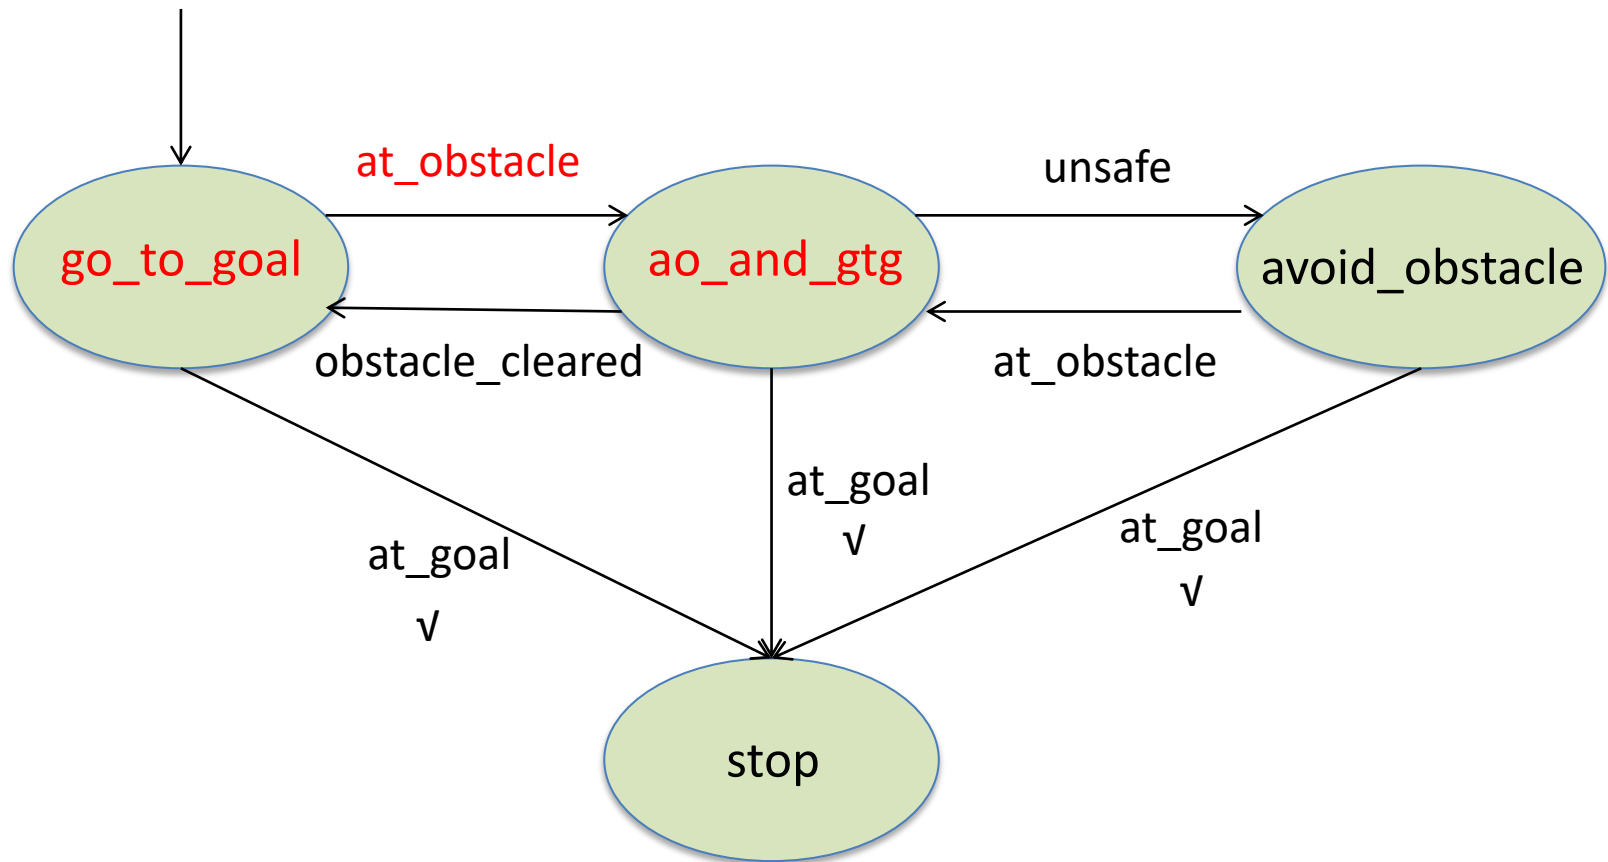 at_obstacle
unsafe
go_to_goal
ao_and_gtg
avoid_obstacle
obstacle_cleared
at_obstacle
at_goal
√
at_goal
√
at_goal
√
stop